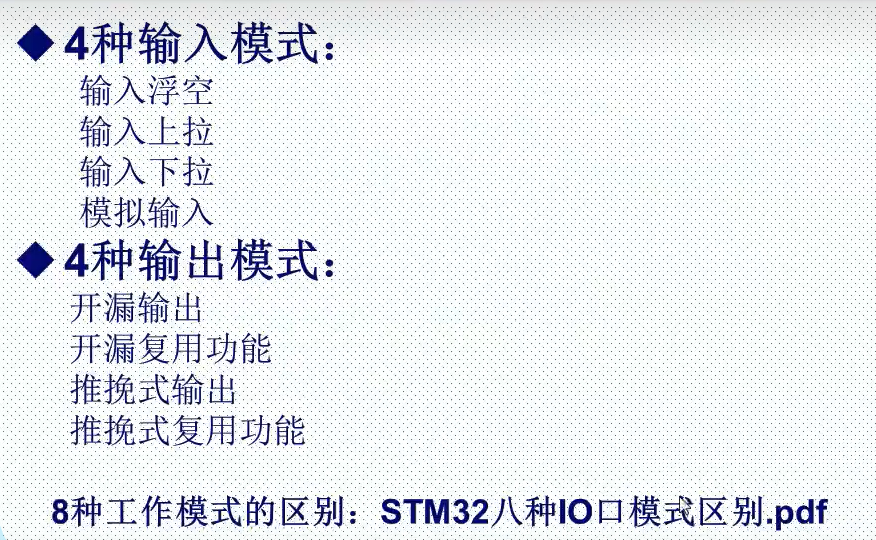 ◆4种输入模式：
输入浮空
输入上拉
输入下拉
模拟输入
◆4种输出模式：
开漏输出
开漏复用功能
推挽式输出
推挽式复用功能
8种工作模式的区别：STM32八种IO口模式区别.pdf